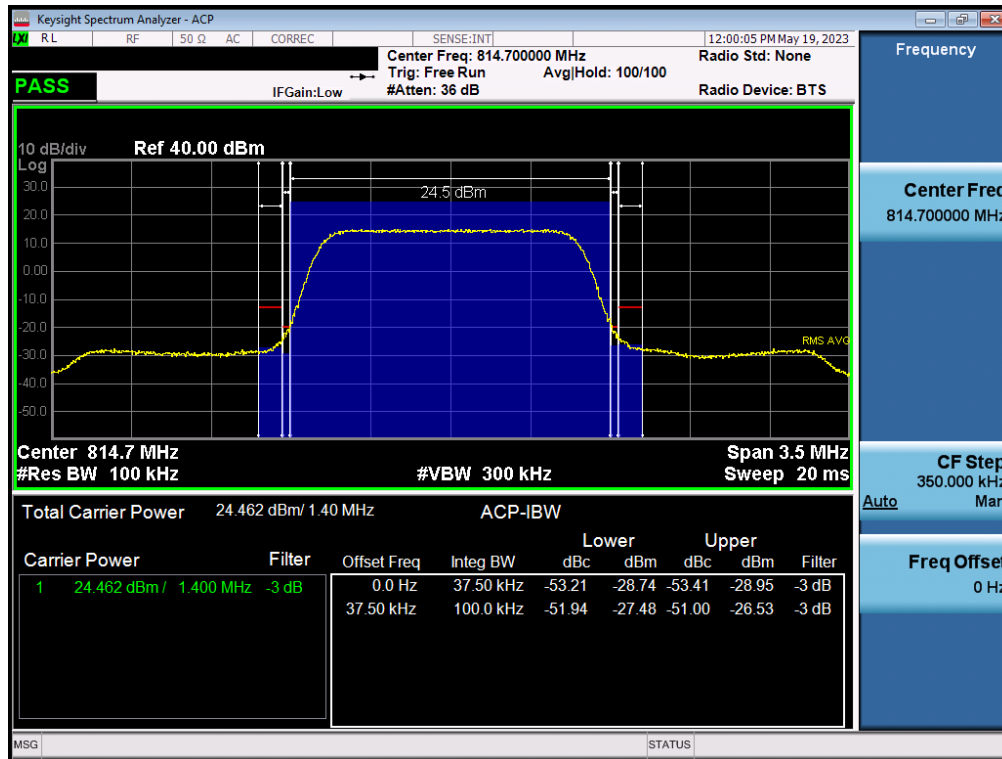 Keysight Spectrum Analyzer - ACP
LXI RL RF 50 Ω AC CORREC SENSE:INT 12:00:05 PM May 19, 2023
Center Freq: 814.700000 MHz Radio Std: None
Trig: Free Run Avg|Hold: 100/100
PASS IFGain:Low #Atten: 36 dB Radio Device: BTS
10 dB/div Ref 40.00 dBm
Log
30.0
24.5 dBm
20.0
10.0
0.00
-10.0
-20.0
RMS AVG
-30.0
-40.0
-50.0
Center 814.7 MHz Span 3.5 MHz
#Res BW 100 kHz #VBW 300 kHz Sweep 20 ms
Total Carrier Power 24.462 dBm/ 1.40 MHz ACP-IBW
Lower Upper
Carrier Power Filter Offset Freq Integ BW dBc dBm dBc dBm Filter
1 24.462 dBm / 1.400 MHz -3 dB 0.0 Hz 37.50 kHz -53.21 -28.74 -53.41 -28.95 -3 dB
37.50 kHz 100.0 kHz -51.94 -27.48 -51.00 -26.53 -3 dB
MSG STATUS
Frequency
Center Freq
814.700000 MHz
CF Step
350.000 kHz
Auto Man
Freq Offset
0 Hz